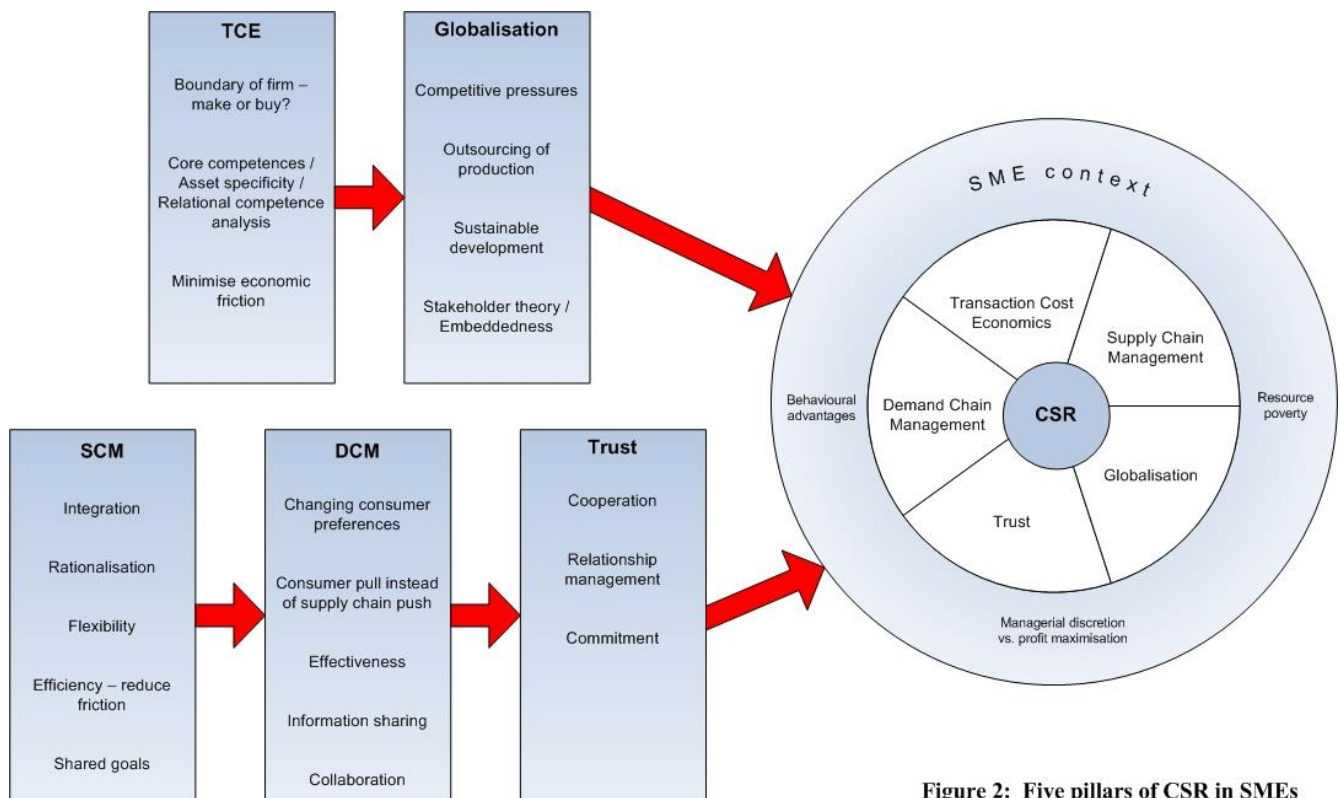 TCE
Boundary of firm –
make or buy?
Core competences /
Asset specificity /
Relational competence
analysis
Minimise economic
friction
Globalisation
Competitive pressures
Outsourcing of
production
Sustainable
development
Stakeholder theory /
Embeddedness
SCM
Integration
Rationalisation
Flexibility
Efficiency – reduce
friction
Shared goals
DCM
Changing consumer
preferences
Consumer pull instead
of supply chain push
Effectiveness
Information sharing
Collaboration
Trust
Cooperation
Relationship
management
Commitment
SME context
Transaction Cost
Economics
Supply Chain
Management
Behavioural
advantages
Demand Chain
Management
CSR
Resource
poverty
Globalisation
Trust
Managerial discretion
vs. profit maximisation
Figure 2: Five pillars of CSR in SMEs